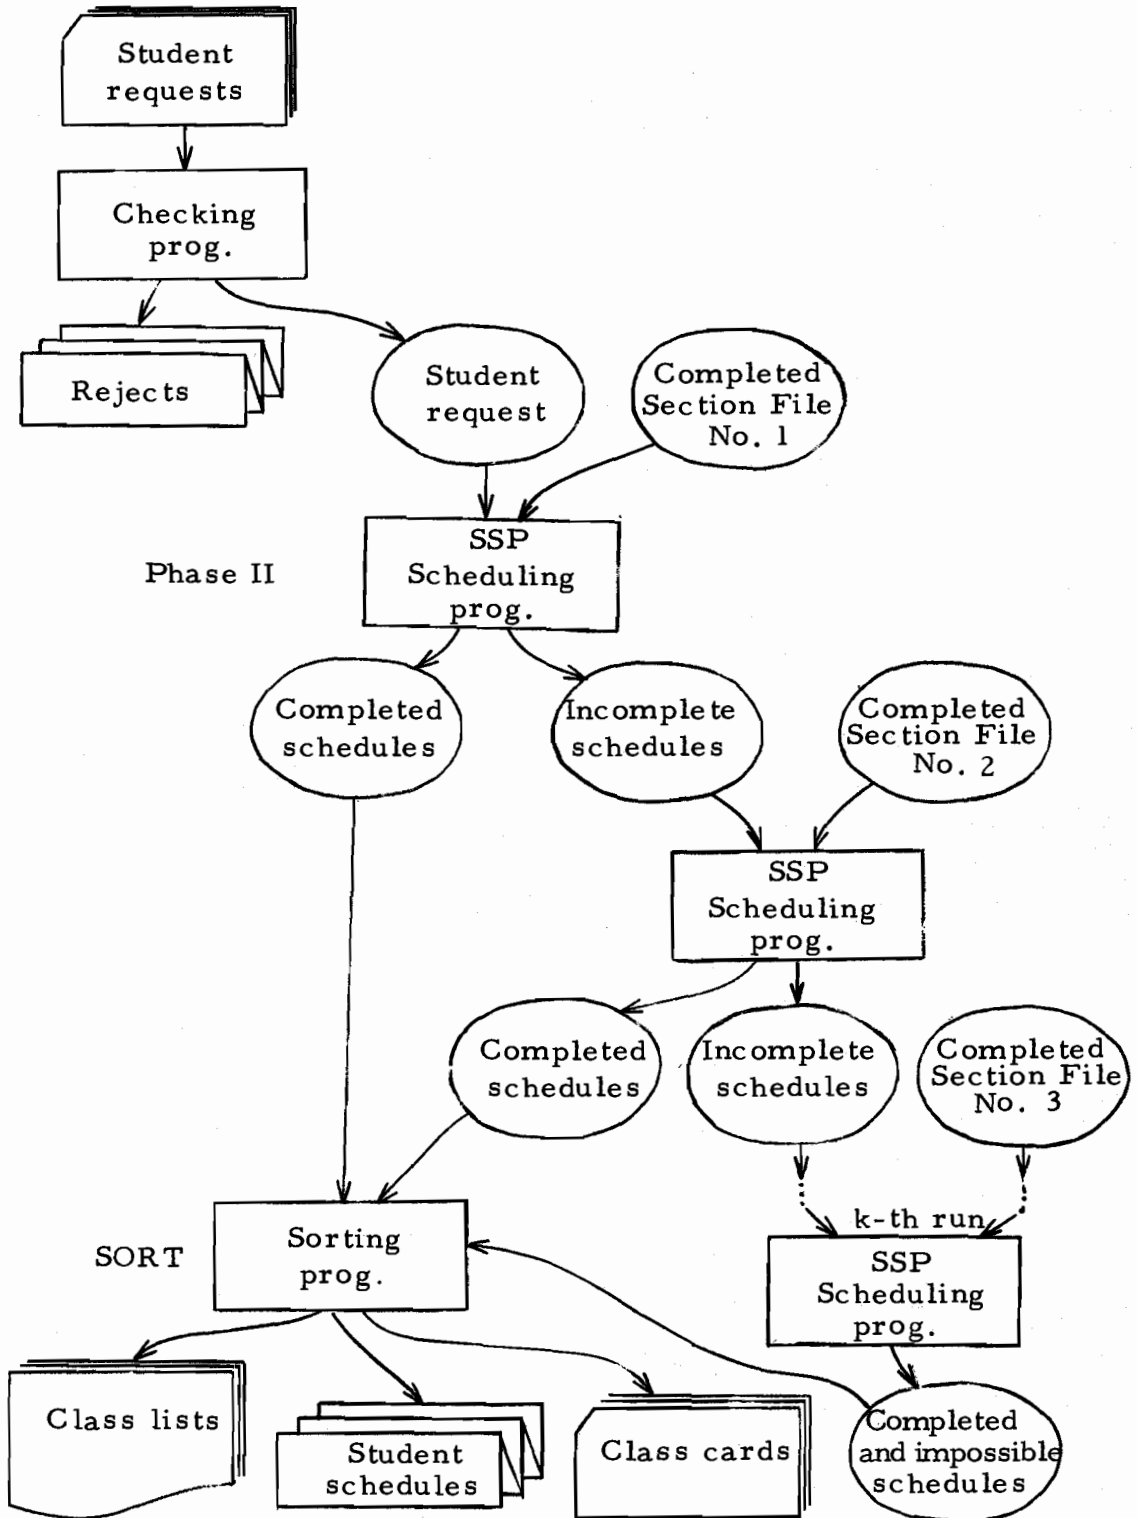 Student
requests
Checking
prog.
Rejects
Student
request
Completed
Section File
No. 1
Phase II
SSP
Scheduling
prog.
Completed
schedules
Incomplete
schedules
Completed
Section File
No. 2
SSP
Scheduling
prog.
Completed
schedules
Incomplete
schedules
Completed
Section File
No. 3
k-th run
SORT
Sorting
prog.
SSP
Scheduling
prog.
Class lists
Student
schedules
Class cards
Completed
and impossible
schedules